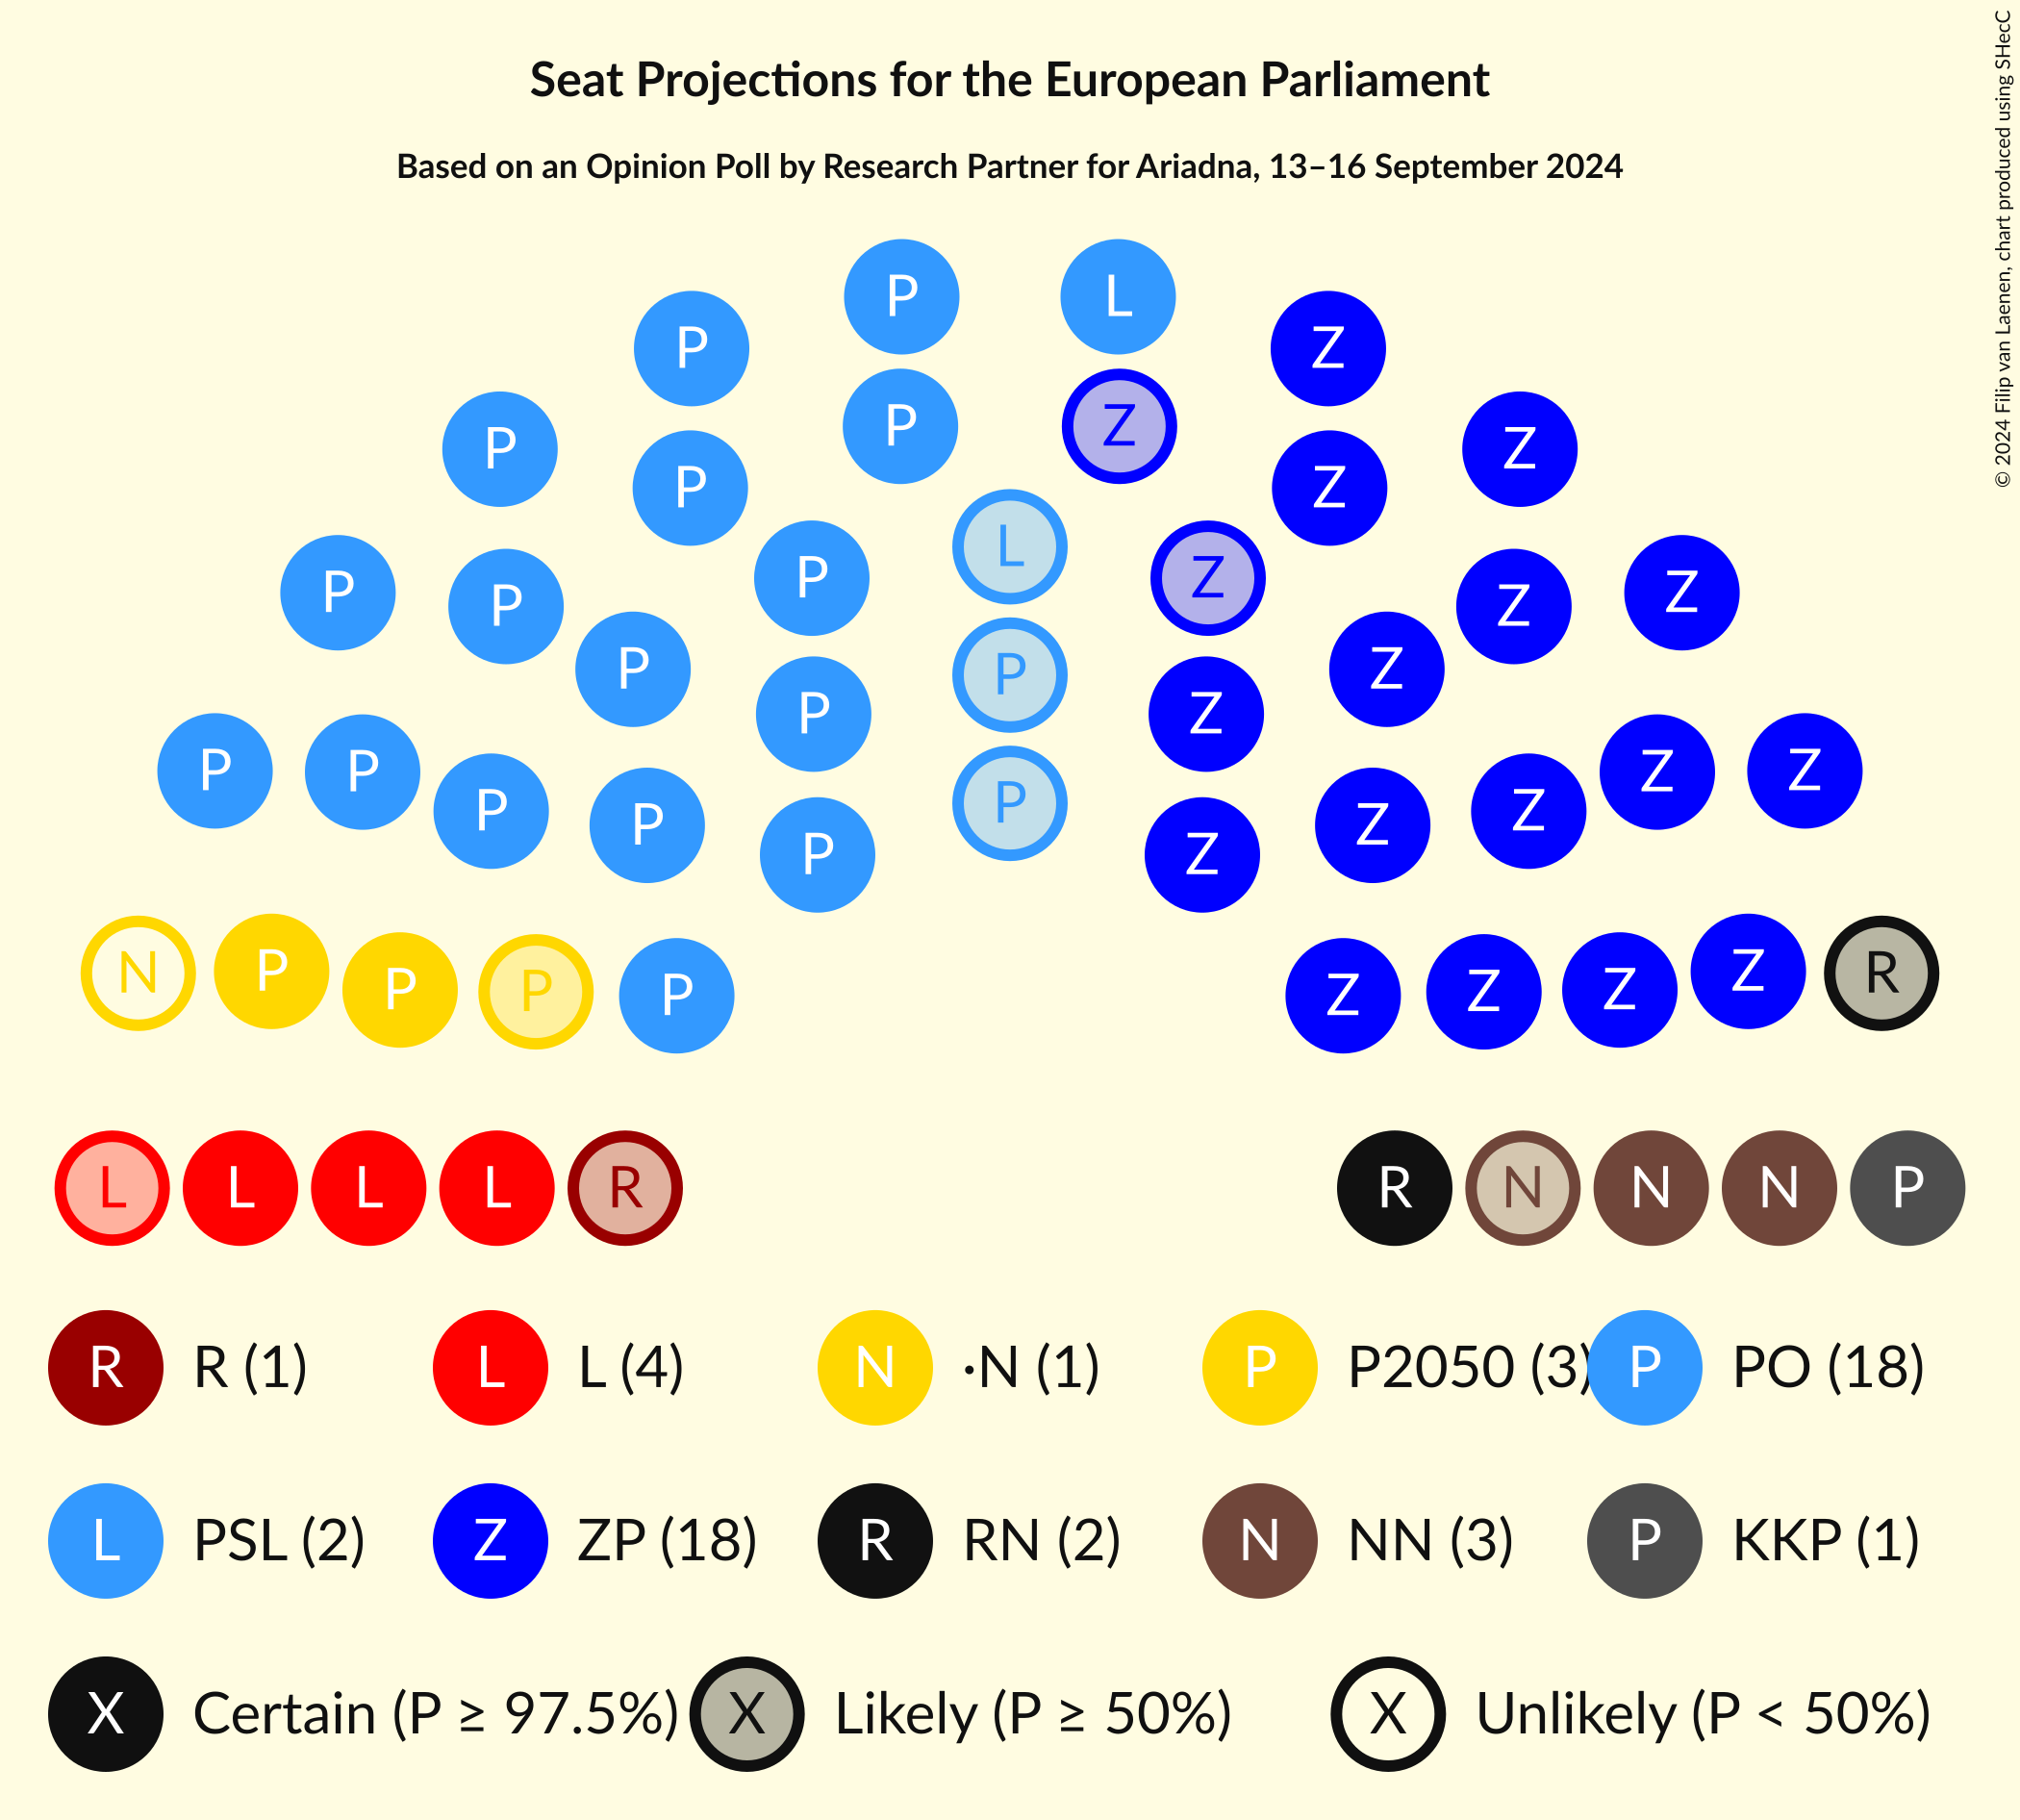 Seat Projections for the European Parliament
Based on an Opinion Poll by Research Partner for Ariadna, 13–16 September 2024
© 2024 Filip van Laenen, chart produced using SHecC
P L
P Z
P Z
P Z
P Z
L
P Z
P Z
P Z
P Z
P
P Z
P Z
P Z
P Z
P
P Z
P Z
P Z
N P P P P Z Z Z Z R
L L L L R R N N N P
R R (1) L L (4) N ·N (1) P P2050 (3) P PO (18)
L PSL (2) Z ZP (18) R RN (2) N NN (3) P KKP (1)
X Certain (P ≥ 97.5%) X Likely (P ≥ 50%) X Unlikely (P < 50%)